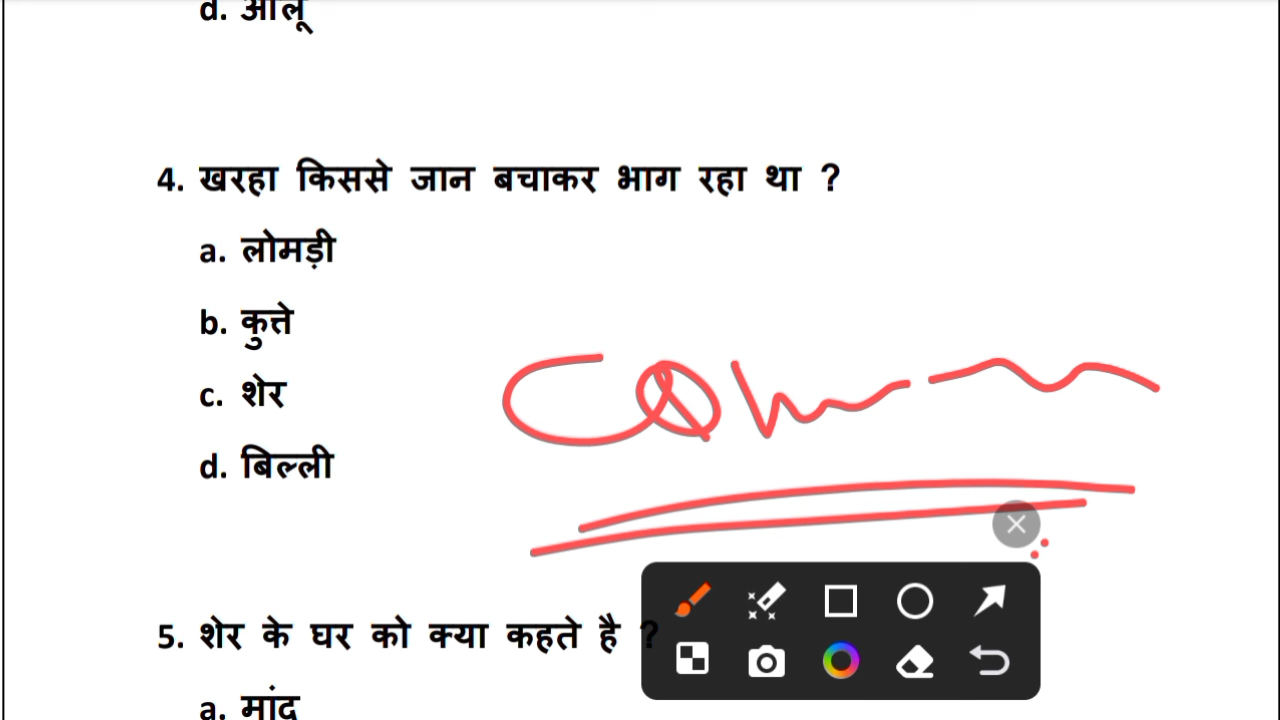 d. आलू
4. खरहा किससे जान बचाकर भाग रहा था ?
a. लोमड़ी
b. कुत्ते
c. शेर
d. बिल्ली
5. शेर के घर को क्या कहते है ?
a. मांद